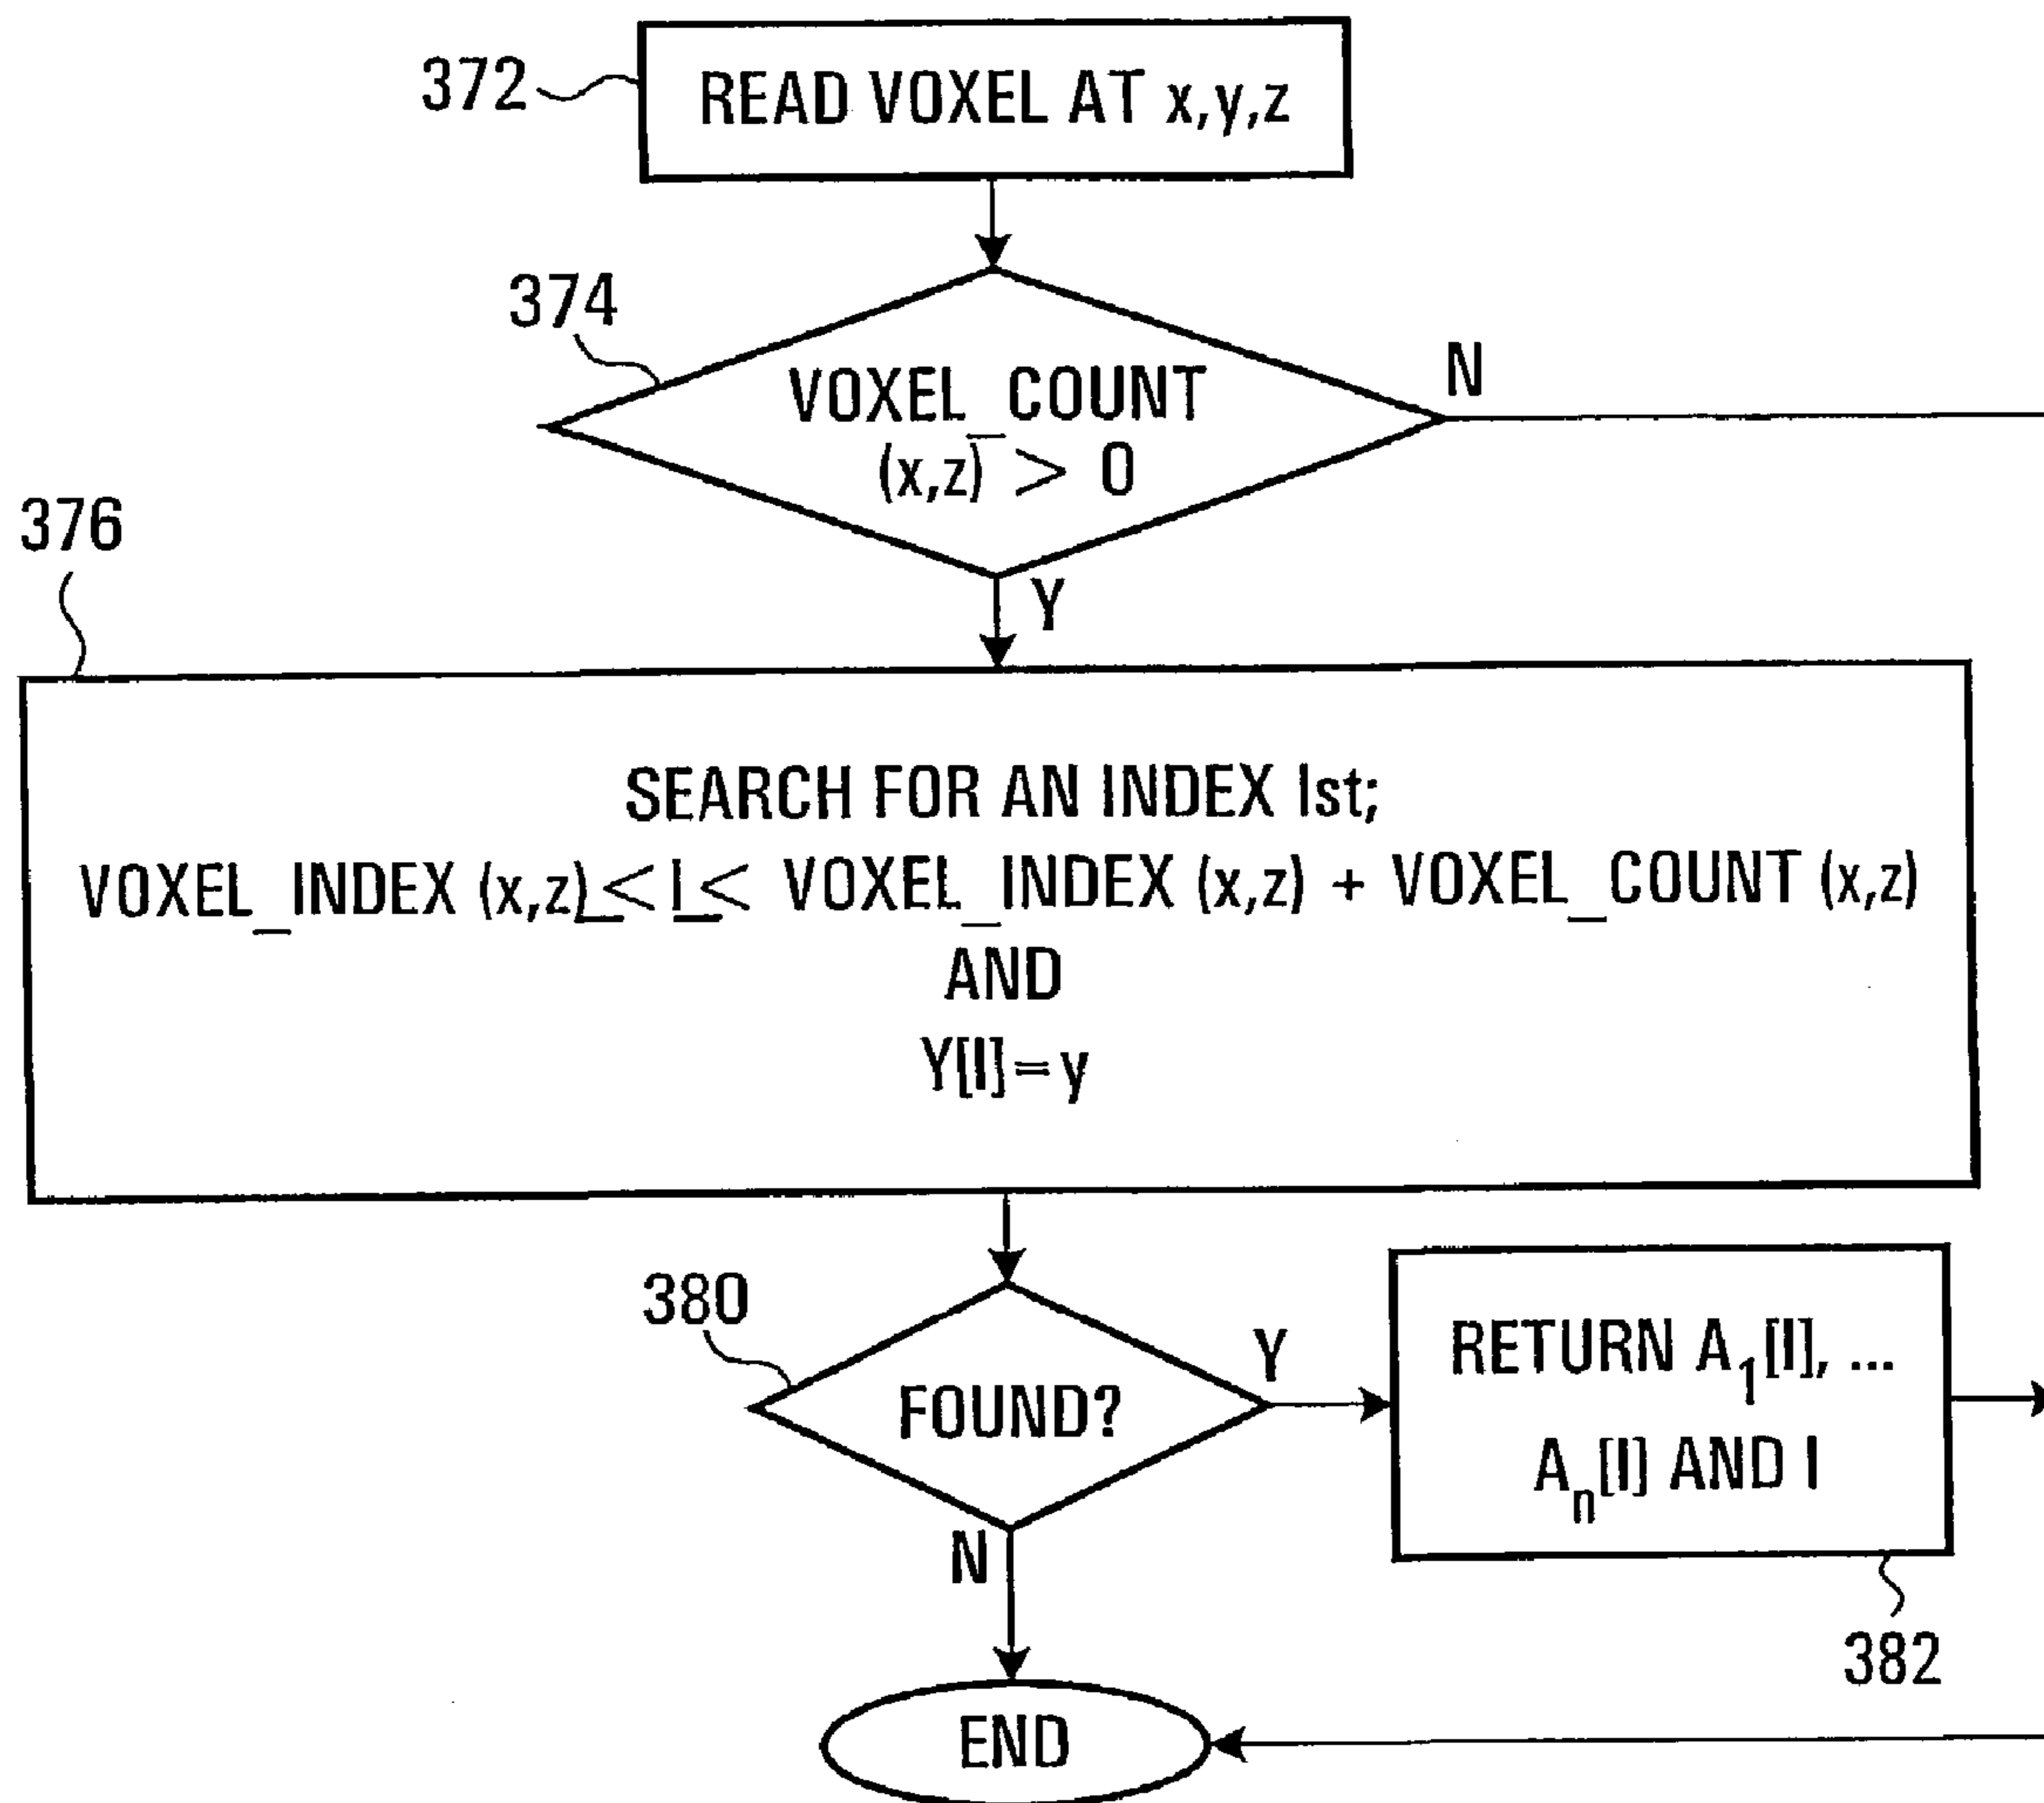 372
READ VOXEL AT x,y,z
374
VOXEL_COUNT
(x,z) > 0
N
Y
376
SEARCH FOR AN INDEX Ist;
VOXEL_INDEX (x,z) ≤ I ≤ VOXEL_INDEX (x,z) + VOXEL_COUNT (x,z)
AND
Y[I]=y
380
FOUND?
Y
N
RETURN A1[I], ...
An[I] AND I
382
END